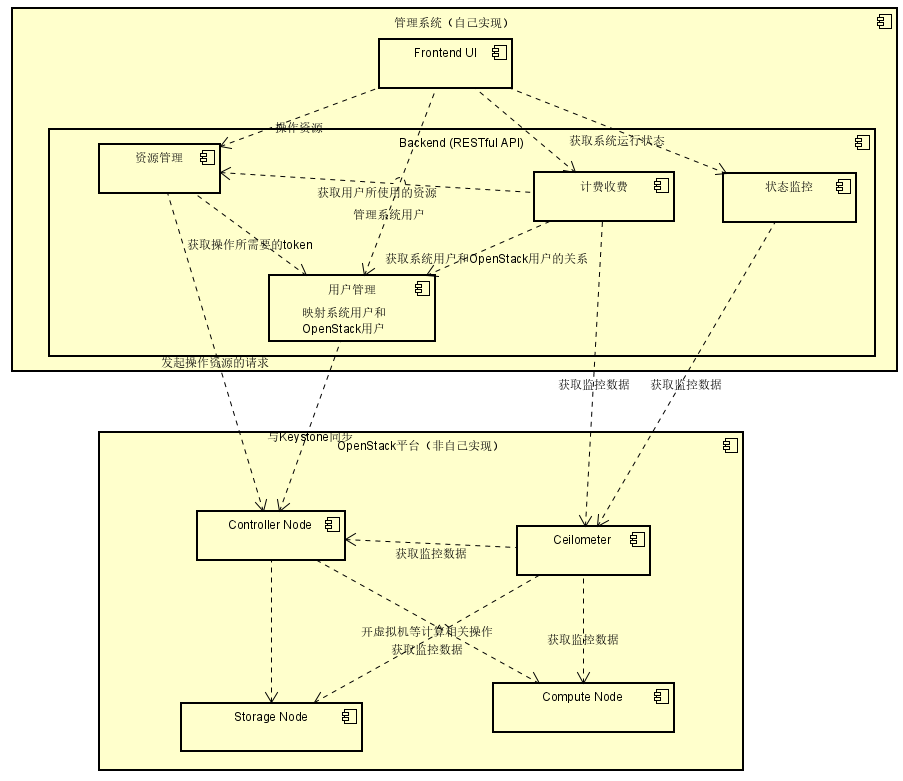 管理系统（自己实现）
Frontend UI
操作资源
Backend (RESTful API)
获取系统运行状态
资源管理
计费收费
状态监控
获取用户所使用的资源
管理系统用户
获取操作所需要的token
获取系统用户和OpenStack用户的关系
用户管理
映射系统用户和
OpenStack用户
发起操作资源的请求
获取监控数据
获取监控数据
与Keystone同步
OpenStack平台（非自己实现）
Controller Node
Ceilometer
获取监控数据
开虚拟机等计算相关操作
获取监控数据
获取监控数据
Compute Node
Storage Node